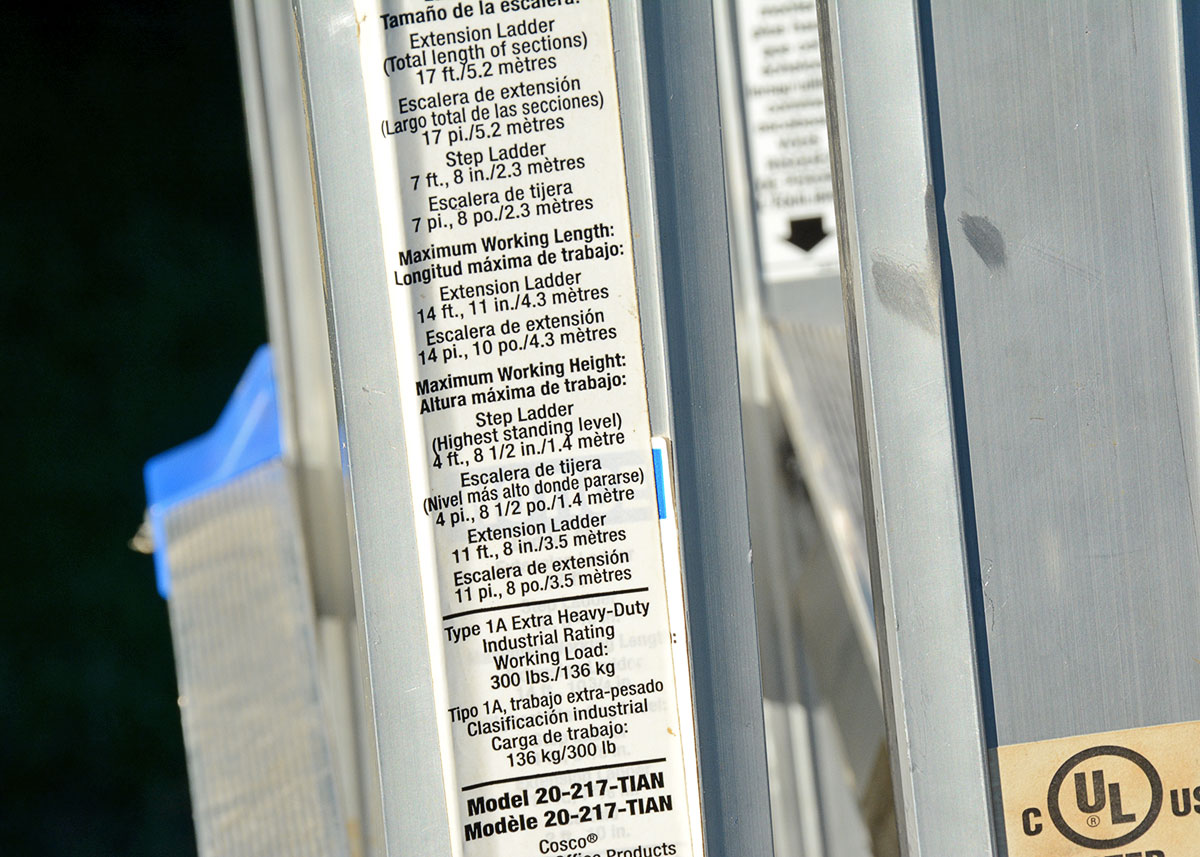 Tamaño de la escalera:
Extension Ladder
(Total length of sections)
17 ft./5.2 mètres
Escalera de extensión
(Largo total de las secciones)
17 pi./5.2 mètres
Step Ladder
7 ft., 8 in./2.3 mètres
Escalera de tijera
7 pi., 8 po./2.3 mètres
Maximum Working Length:
Longitud máxima de trabajo:
Extension Ladder
14 ft., 11 in./4.3 mètres
Escalera de extensión
14 pi., 10 po./4.3 mètres
Maximum Working Height:
Altura máxima de trabajo:
Step Ladder
(Highest standing level)
4 ft., 8 1/2 in./1.4 mètre
Escalera de tijera
(Nivel más alto donde pararse)
4 pi., 8 1/2 po./1.4 mètre
Extension Ladder
11 ft., 8 in./3.5 mètres
Escalera de extensión
11 pi., 8 po./3.5 mètres
Type 1A Extra Heavy-Duty
Industrial Rating
Working Load:
300 lbs./136 kg
Tipo 1A, trabajo extra-pesado
Clasificación industrial
Carga de trabajo:
136 kg/300 lb
Model 20-217-TIAN
Modèle 20-217-TIAN
Cosco®
Office Products
C UL® US